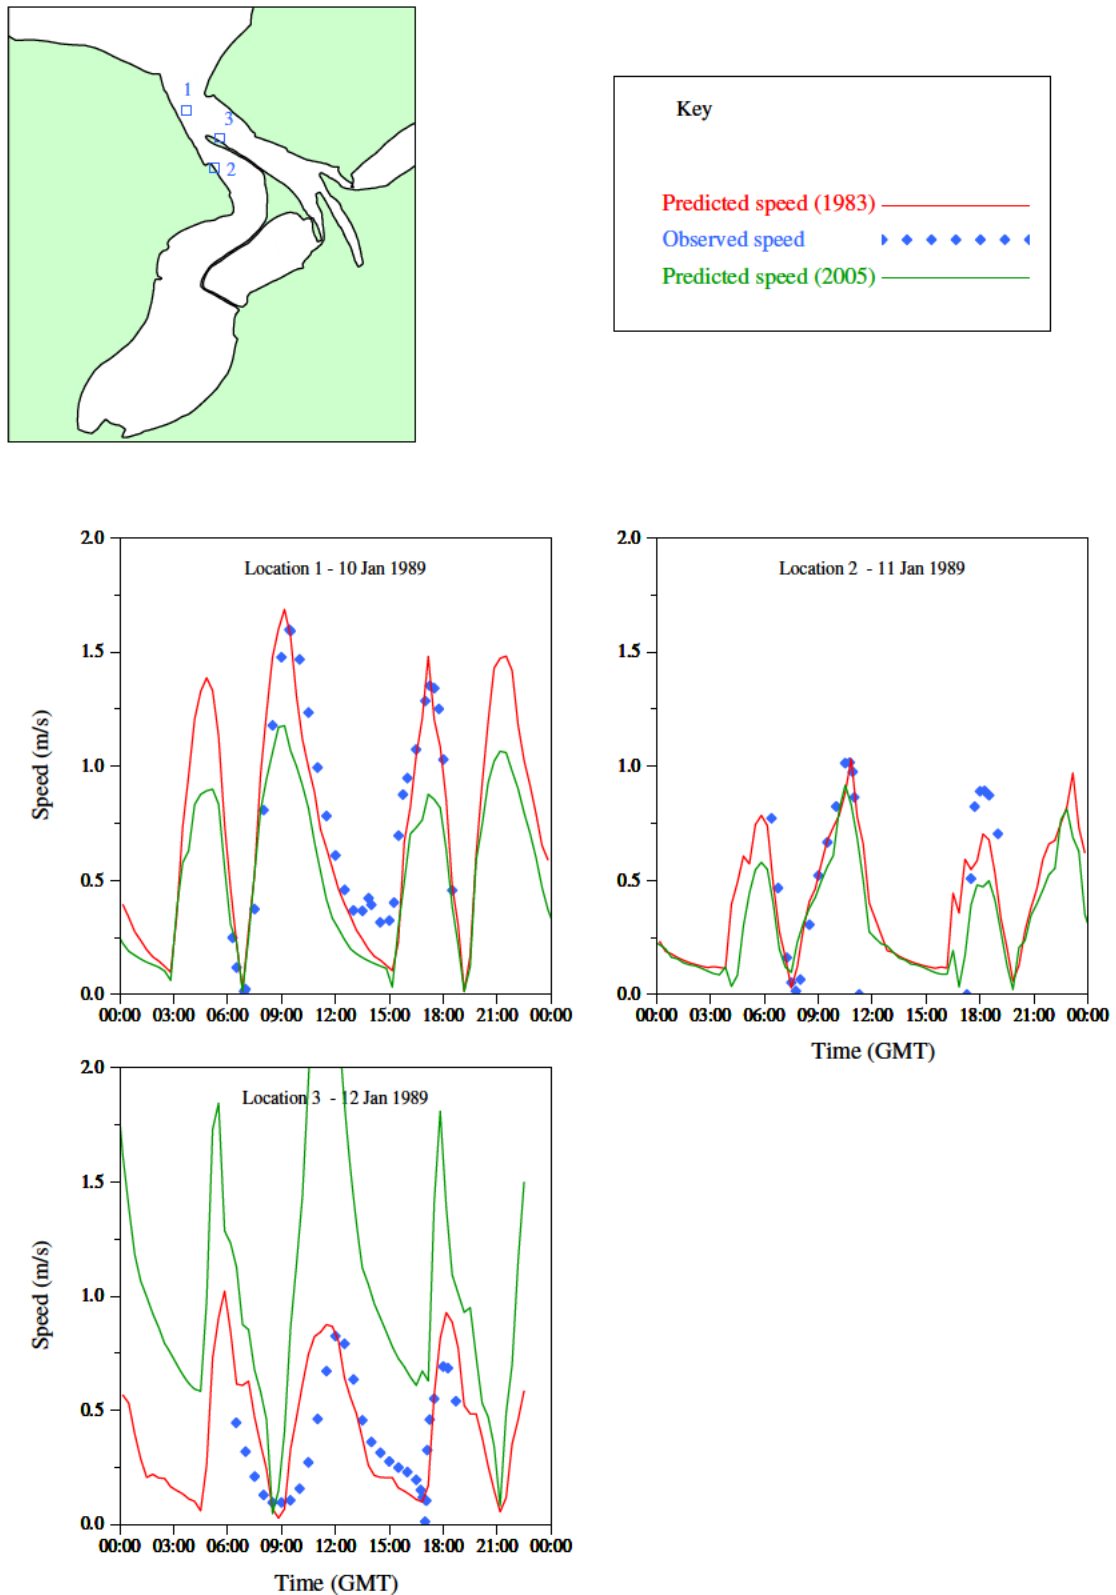 1
3
2
Key
Predicted speed (1983)
Observed speed
Predicted speed (2005)
2.0
1.5
1.0
0.5
0.0
Speed (m/s)
Location 1 - 10 Jan 1989
00:00 03:00 06:00 09:00 12:00 15:00 18:00 21:00 00:00
2.0
1.5
1.0
0.5
0.0
Location 2 - 11 Jan 1989
00:00 03:00 06:00 09:00 12:00 15:00 18:00 21:00 00:00
Time (GMT)
2.0
1.5
1.0
0.5
0.0
Speed (m/s)
Location 3 - 12 Jan 1989
00:00 03:00 06:00 09:00 12:00 15:00 18:00 21:00 00:00
Time (GMT)